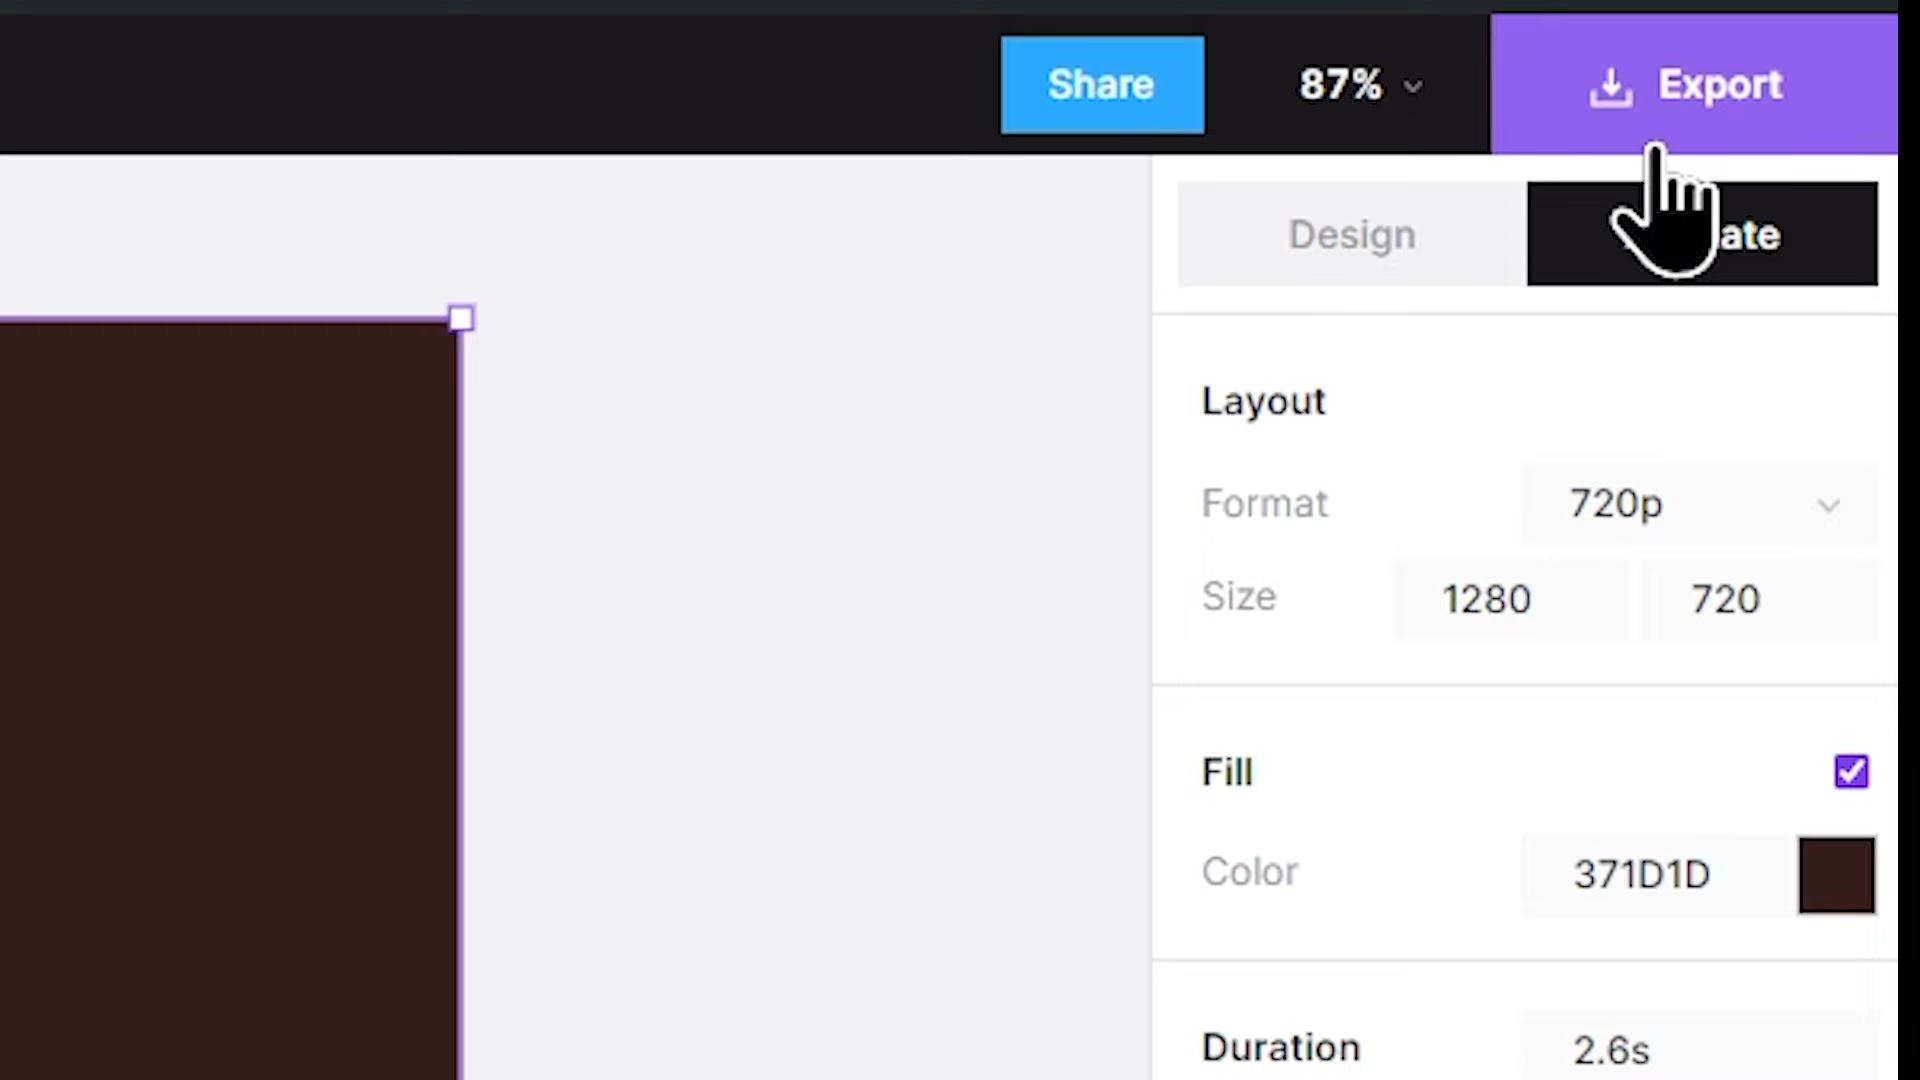 Share 87% Export
Design ate
Layout
Format 720p
Size 1280 720
Fill
Color 371D1D
Duration 2.6s